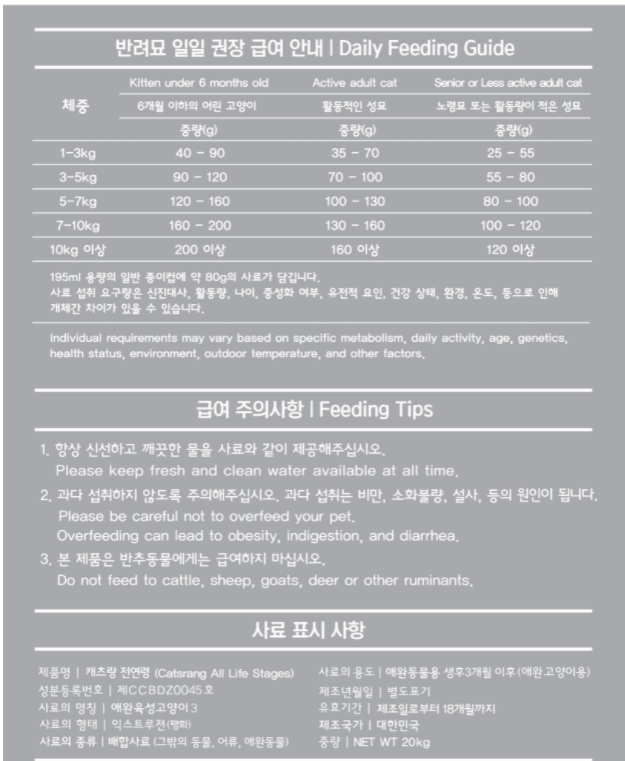 반려묘 일일 권장 급여 안내 | Daily Feeding Guide
체중
Kitten under 6 months old Active adult cat Senior or Less active adult cat
6개월 이하의 어린 고양이 활동적인 성묘 노령묘 또는 활동량이 적은 성묘
중량(g) 중량(g) 중량(g)
1-3kg 40 - 90 35 - 70 25 - 55
3-5kg 90 - 120 70 - 100 55 - 80
5-7kg 120 - 160 100 - 130 80 - 100
7-10kg 160 - 200 130 - 160 100 - 120
10kg 이상 200 이상 160 이상 120 이상
195ml 용량의 일반 종이컵에 약 80g의 사료가 담깁니다.
사료 섭취 요구량은 신진대사, 활동량, 나이, 중성화 여부, 유전적 요인, 건강 상태, 환경, 온도, 등으로 인해
개체간 차이가 있을 수 있습니다.
Individual requirements may vary based on specific metabolism, daily activity, age, genetics,
health status, environment, outdoor temperature, and other factors.
급여 주의사항 | Feeding Tips
1. 항상 신선하고 깨끗한 물을 사료와 같이 제공해주십시오.
Please keep fresh and clean water available at all time.
2. 과다 섭취하지 않도록 주의해주십시오. 과다 섭취는 비만, 소화불량, 설사, 등의 원인이 됩니다.
Please be careful not to overfeed your pet.
Overfeeding can lead to obesity, indigestion, and diarrhea.
3. 본 제품은 반추동물에게는 급여하지 마십시오.
Do not feed to cattle, sheep, goats, deer or other ruminants.
사료 표시 사항
제품명 | 캐츠랑 전연령 (Catsrang All Life Stages)
성분등록번호 | 제CCBDZ0045호
사료의 명칭 | 애완육성고양이3
사료의 형태 | 익스트루전(팽화)
사료의 종류 | 배합사료 (그밖의 동물, 어류, 애완동물)
사료의 용도 | 애완동물용 생후3개월 이후(애완고양이용)
제조년월일 | 별도표기
유효기간 | 제조일로부터 18개월까지
제조국가 | 대한민국
중량 | NET WT 20kg